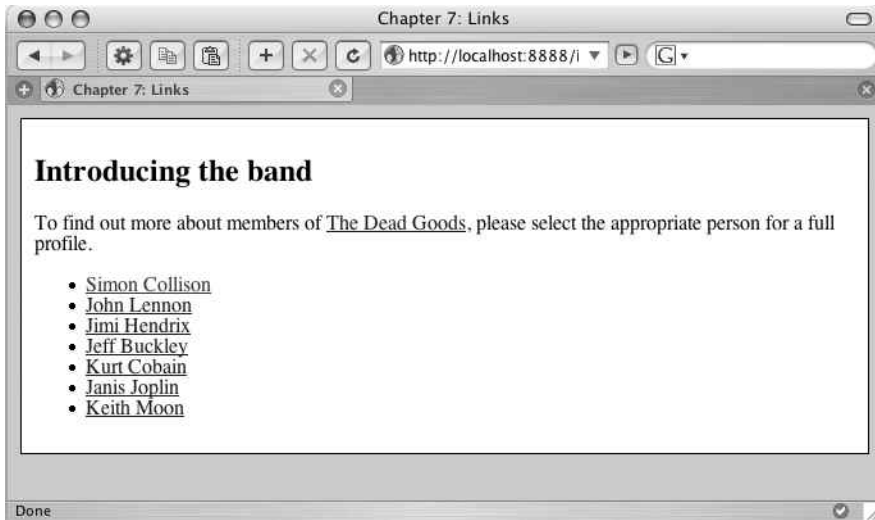 Chapter 7: Links
http://localhost:8888/i
G
Chapter 7: Links
Introducing the band
To find out more about members of The Dead Goods, please select the appropriate person for a full
profile.
• Simon Collison
• John Lennon
• Jimi Hendrix
• Jeff Buckley
• Kurt Cobain
• Janis Joplin
• Keith Moon
Done